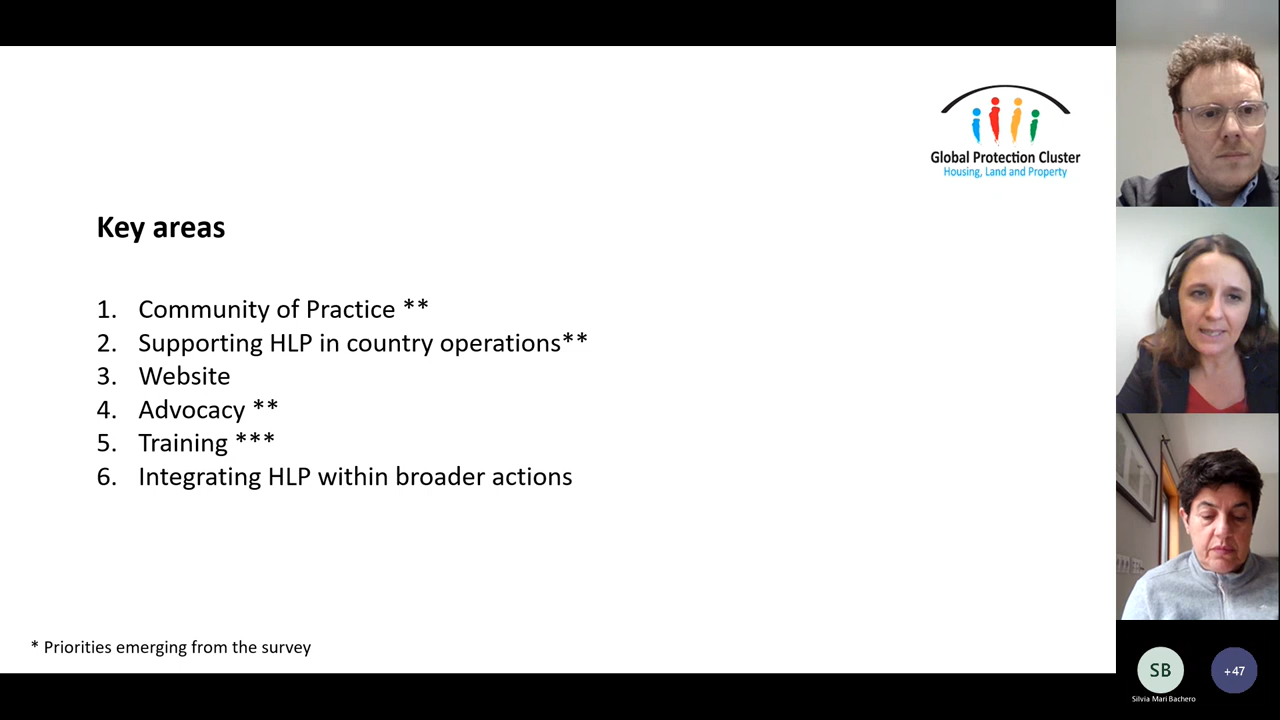 Global Protection Cluster
Housing, Land and Property
Key areas
1. Community of Practice **
2. Supporting HLP in country operations**
3. Website
4. Advocacy **
5. Training ***
6. Integrating HLP within broader actions
* Priorities emerging from the survey
SB
+47
Silvia Mari Bachero